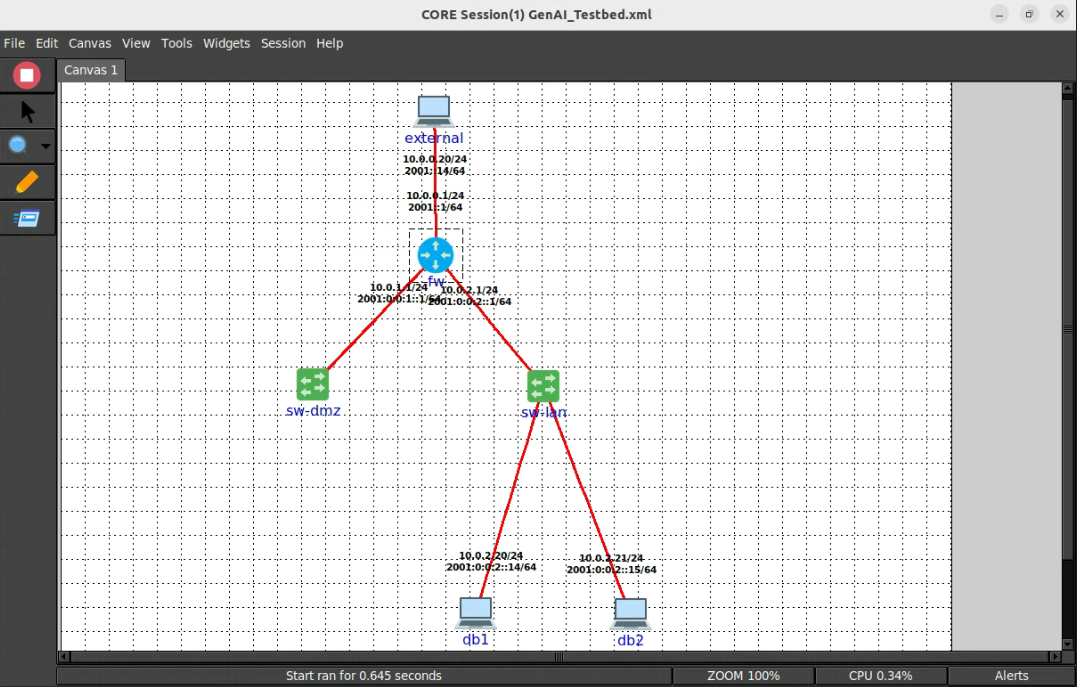 CORE Session(1) GenAI_Testbed.xml
File Edit Canvas View Tools Widgets Session Help
Canvas 1
external
10.0.0.20/24
2001::14/64
10.0.0.1/24
2001::1/64
fw
10.0.1.1/24
2001:0:0:1::1/64
10.0.2.1/24
2001:0:0:2::1/64
sw-dmz
sw-lan
10.0.2.20/24
2001:0:0:2::14/64
10.0.2.21/24
2001:0:0:2::15/64
db1
db2
Start ran for 0.645 seconds
ZOOM 100%
CPU 0.34%
Alerts